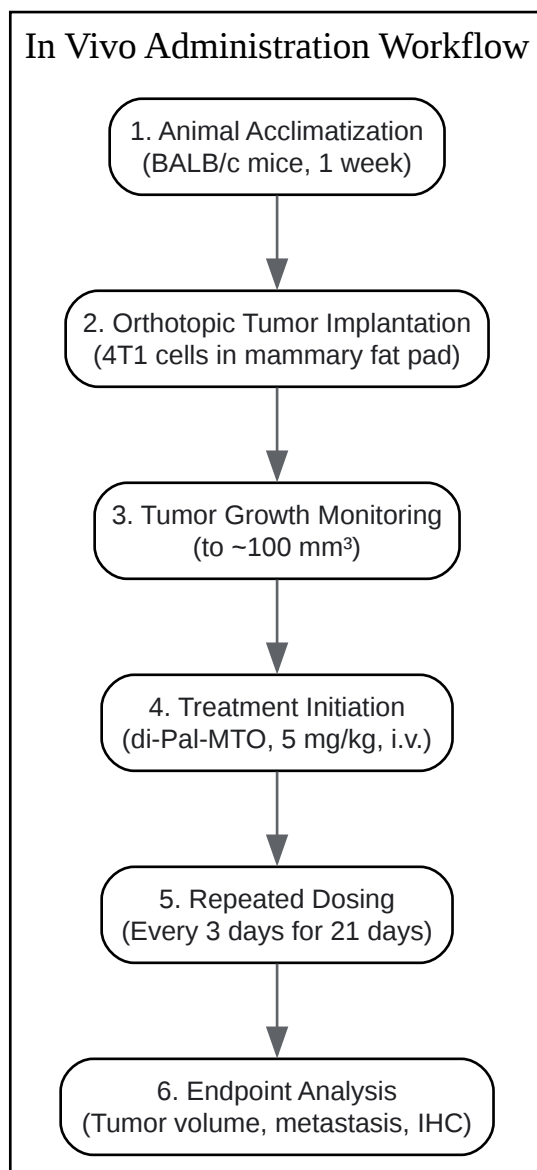 In Vivo Administration Workflow
1. Animal Acclimatization
(BALB/c mice, 1 week)
2. Orthotopic Tumor Implantation
(4T1 cells in mammary fat pad)
3. Tumor Growth Monitoring
(to ~100 mm³)
4. Treatment Initiation
(di-Pal-MTO, 5 mg/kg, i.v.)
5. Repeated Dosing
(Every 3 days for 21 days)
6. Endpoint Analysis
(Tumor volume, metastasis, IHC)